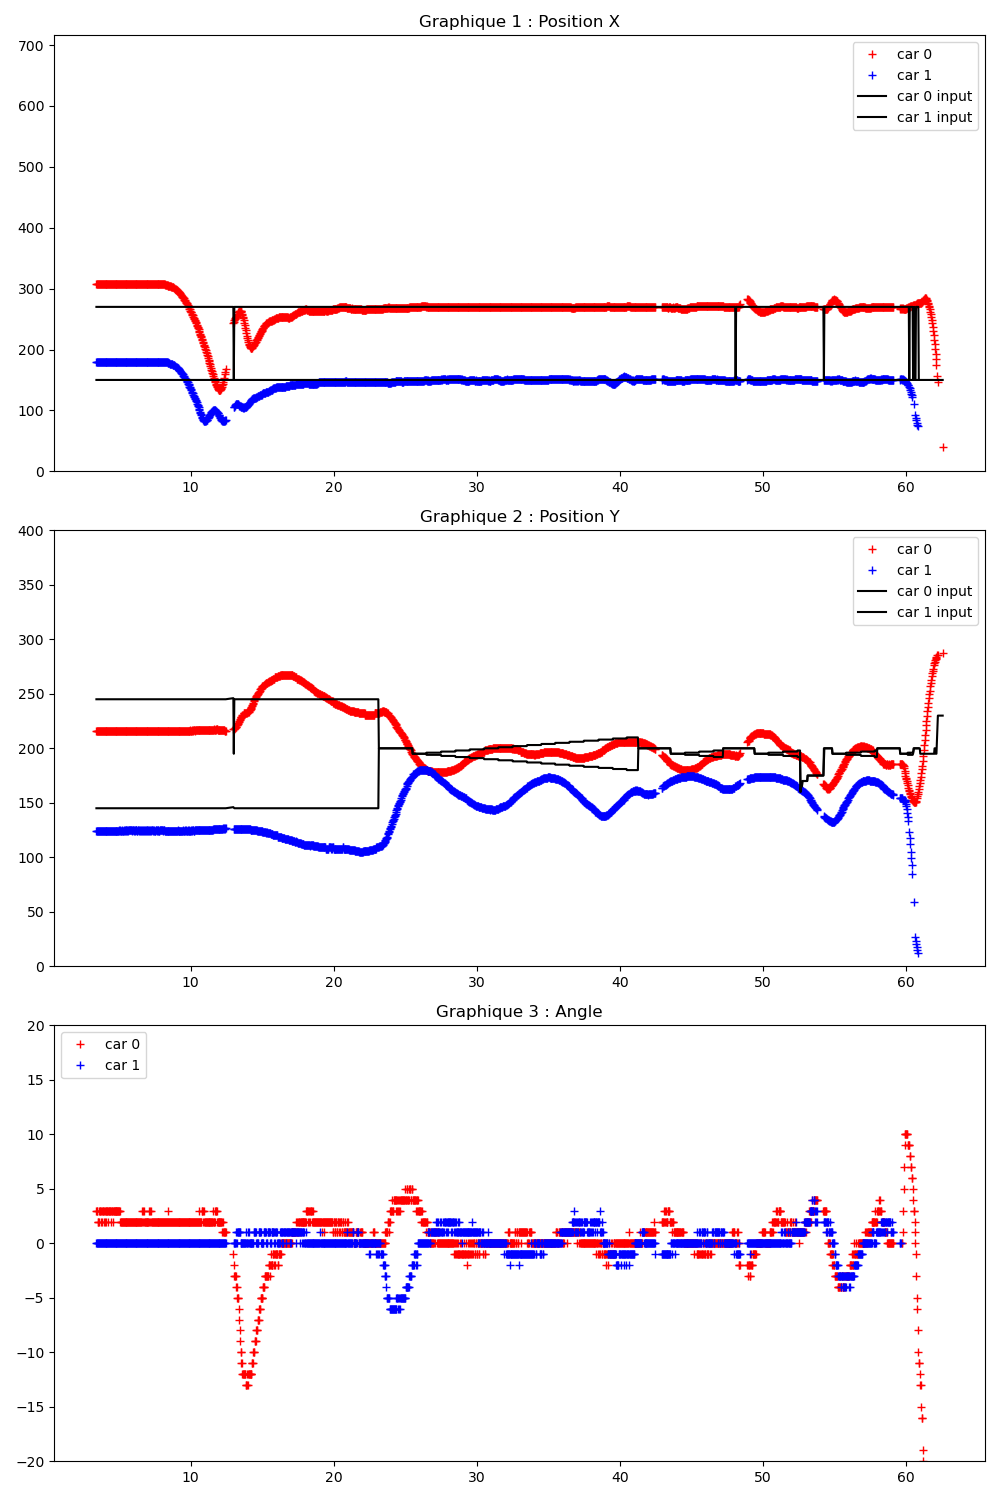 Graphique 1 : Position X
700
600
500
400
300
200
100
0
car 0
car 1
car 0 input
car 1 input
10 20 30 40 50 60
Graphique 2 : Position Y
400
350
300
250
200
150
100
50
0
car 0
car 1
car 0 input
car 1 input
10 20 30 40 50 60
Graphique 3 : Angle
20
15
10
5
0
−5
−10
−15
−20
car 0
car 1
10 20 30 40 50 60